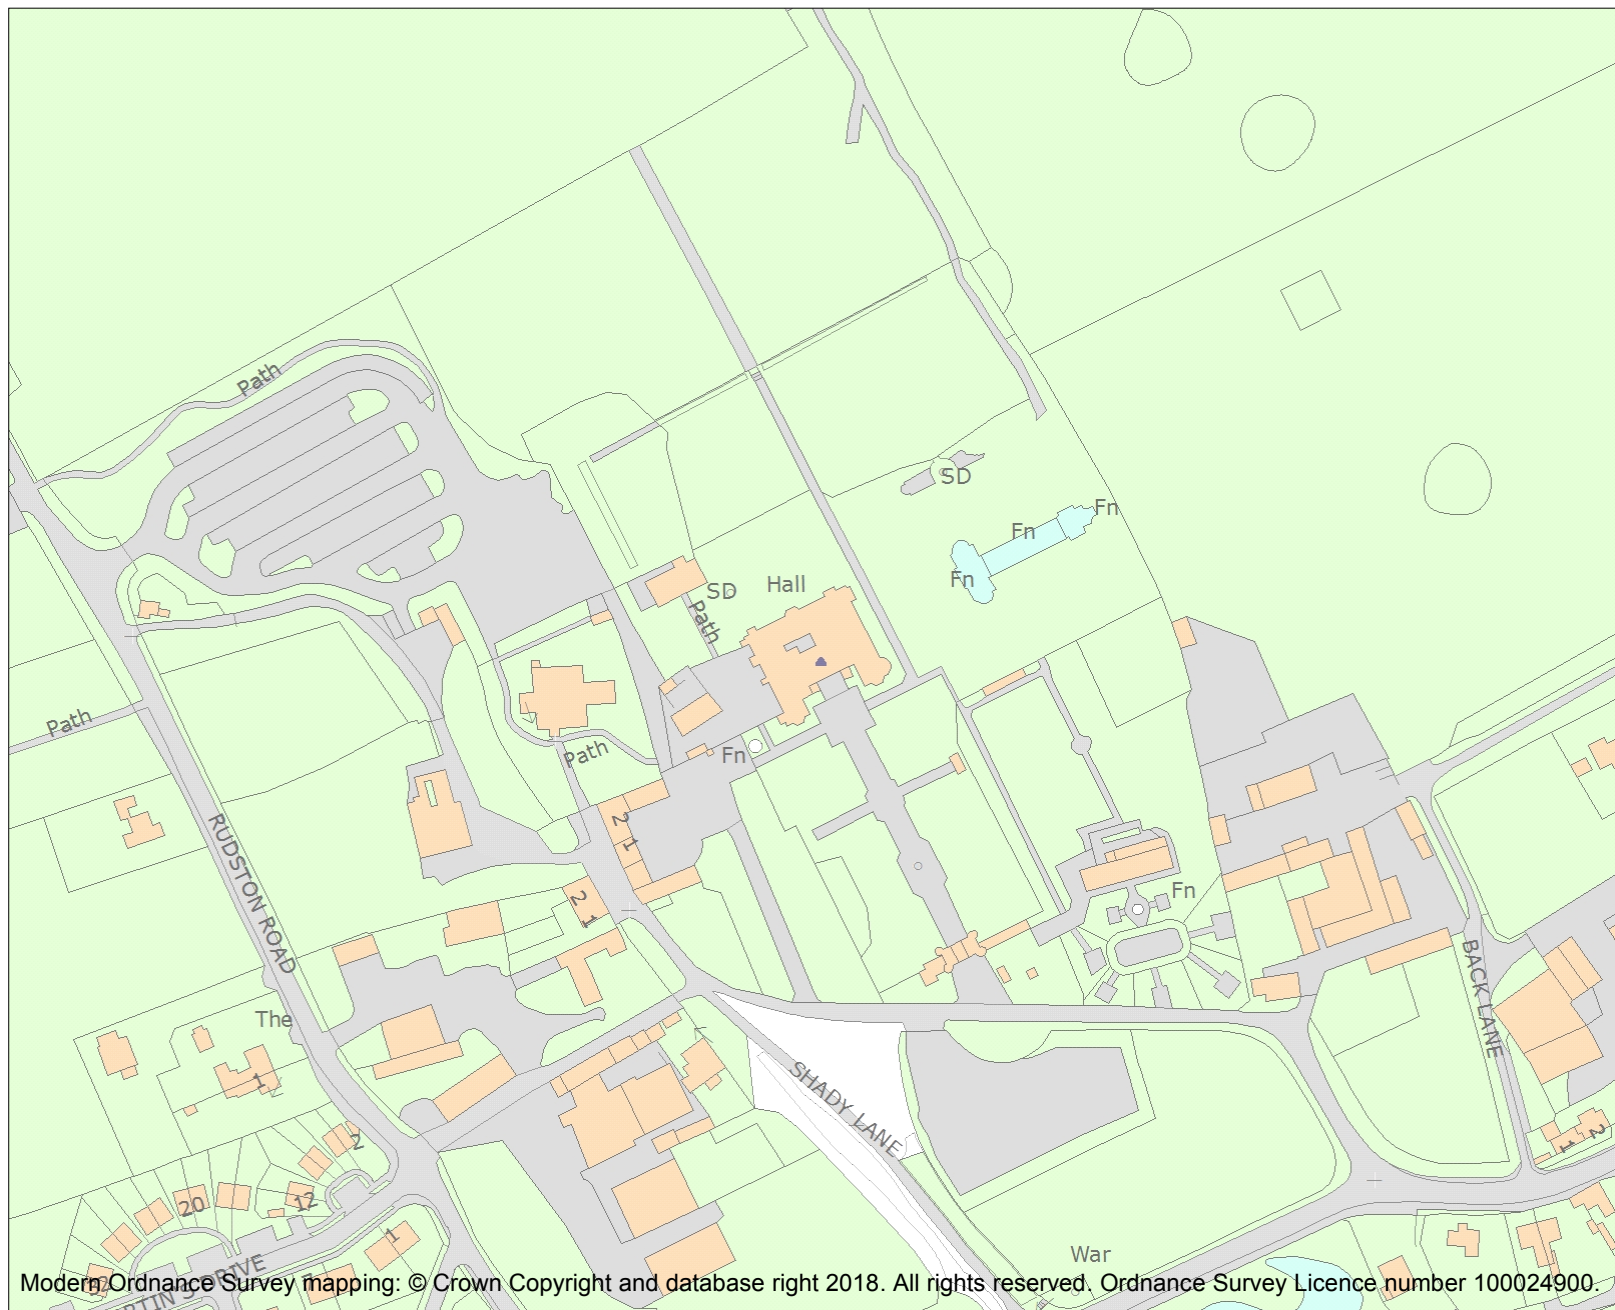 Path
SD
Fn
Fn
Fn
SD
Hall
Path
Path
Path
Fn
2
1
RUDSTON ROAD
2
1
Fn
BACK LANE
The
1
SHADY LANE
2
1
2
20
12
1
War
Modern Ordnance Survey mapping: © Crown Copyright and database right 2018. All rights reserved. Ordnance Survey Licence number 100024900.